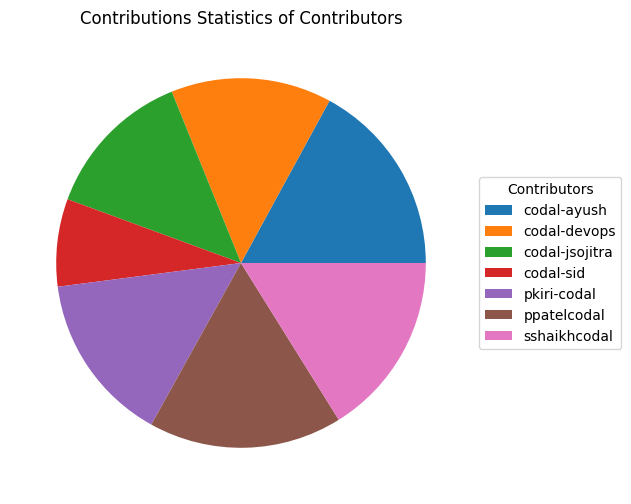 Contributions Statistics of Contributors
Contributors
codal-ayush
codal-devops
codal-jsojitra
codal-sid
pkiri-codal
ppatelcodal
sshaikhcodal